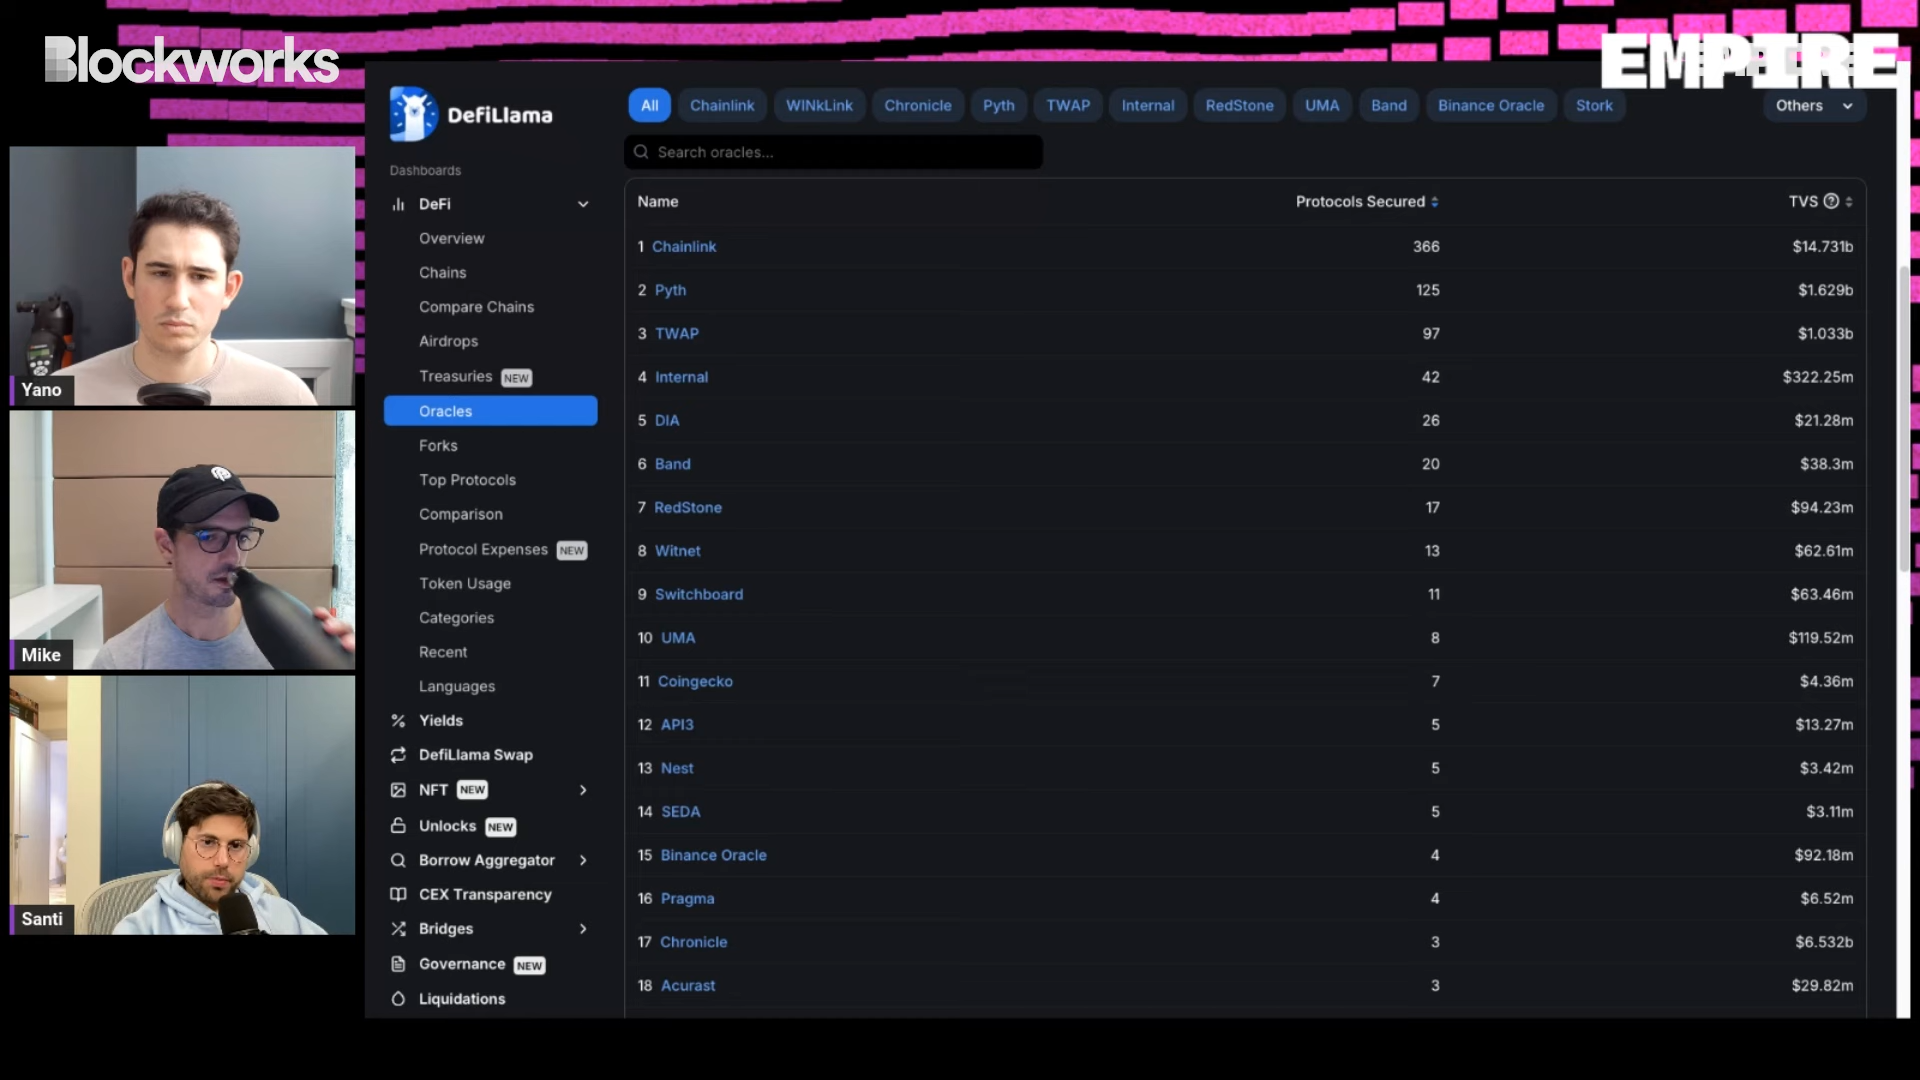 Blockworks
EMPIRE
DefiLlama
All Chainlink WINkLink Chronicle Pyth TWAP Internal RedStone UMA Band Binance Oracle Stork Others
Search oracles...
Dashboards
DeFi
Overview
Chains
Compare Chains
Airdrops
Treasuries NEW
Oracles
Forks
Top Protocols
Comparison
Protocol Expenses NEW
Token Usage
Categories
Recent
Languages
Yields
DefiLlama Swap
NFT NEW
Unlocks NEW
Borrow Aggregator
CEX Transparency
Bridges
Governance NEW
Liquidations
Name Protocols Secured TVS ?
1 Chainlink 366 $14.731b
2 Pyth 125 $1.629b
3 TWAP 97 $1.033b
4 Internal 42 $322.25m
5 DIA 26 $21.28m
6 Band 20 $38.3m
7 RedStone 17 $94.23m
8 Witnet 13 $62.61m
9 Switchboard 11 $63.46m
10 UMA 8 $119.52m
11 Coingecko 7 $4.36m
12 API3 5 $13.27m
13 Nest 5 $3.42m
14 SEDA 5 $3.11m
15 Binance Oracle 4 $92.18m
16 Pragma 4 $6.52m
17 Chronicle 3 $6.532b
18 Acurast 3 $29.82m
Yano
Mike
Santi